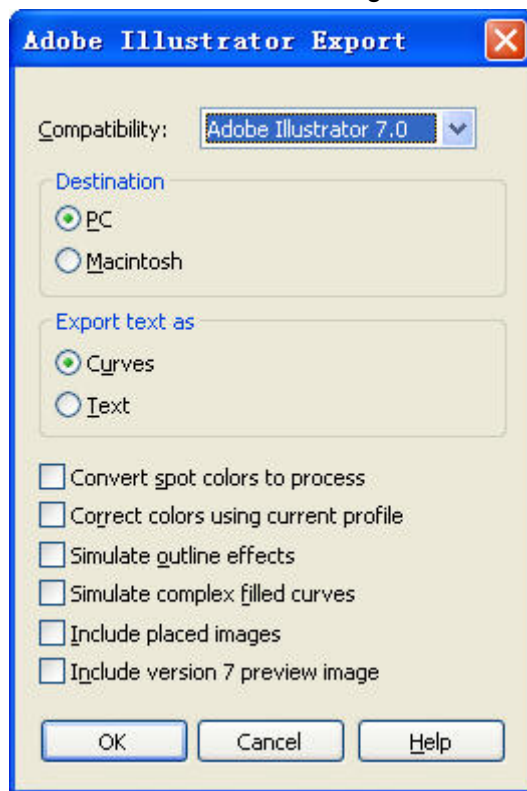 Adobe Illustrator Export
Compatibility: Adobe Illustrator 7.0
Destination
PC
Macintosh
Export text as
Curves
Text
Convert spot colors to process
Correct colors using current profile
Simulate outline effects
Simulate complex filled curves
Include placed images
Include version 7 preview image
OK Cancel Help